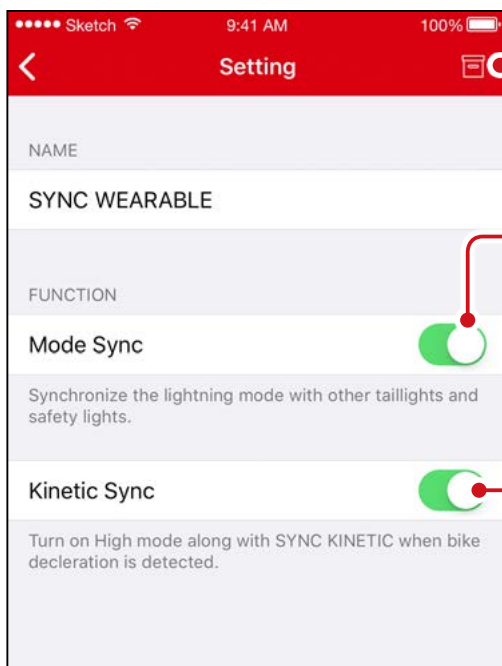 Sketch 9:41 AM 100%
Setting
NAME
SYNC WEARABLE
FUNCTION
Mode Sync
Synchronize the lightning mode with other taillights and
safety lights.
Kinetic Sync
Turn on High mode along with SYNC KINETIC when bike
decleration is detected.